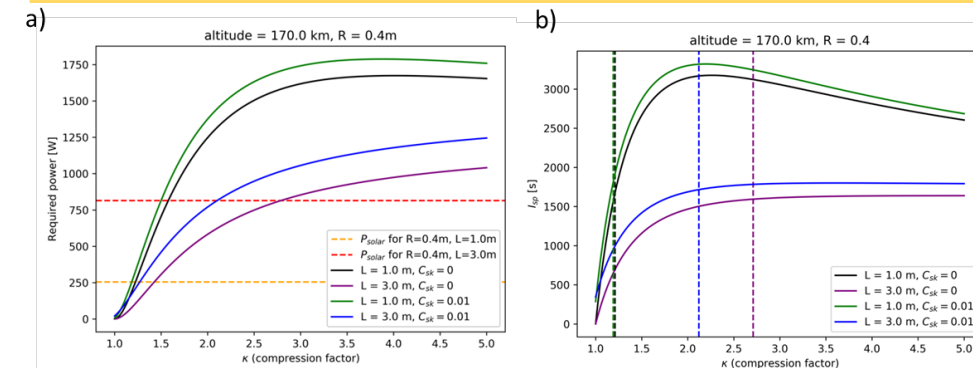 a)
altitude = 170.0 km, R = 0.4m
Required power [W]
1750
1500
1250
1000
750
500
250
0
P_solar for R=0.4m, L=1.0m
P_solar for R=0.4m, L=3.0m
L = 1.0 m, C_sk = 0
L = 3.0 m, C_sk = 0
L = 1.0 m, C_sk = 0.01
L = 3.0 m, C_sk = 0.01
1.0 1.5 2.0 2.5 3.0 3.5 4.0 4.5 5.0
κ (compression factor)
b)
altitude = 170.0 km, R = 0.4
I_sp [s]
3000
2500
2000
1500
1000
500
0
L = 1.0 m, C_sk = 0
L = 3.0 m, C_sk = 0
L = 1.0 m, C_sk = 0.01
L = 3.0 m, C_sk = 0.01
1.0 1.5 2.0 2.5 3.0 3.5 4.0 4.5 5.0
κ (compression factor)